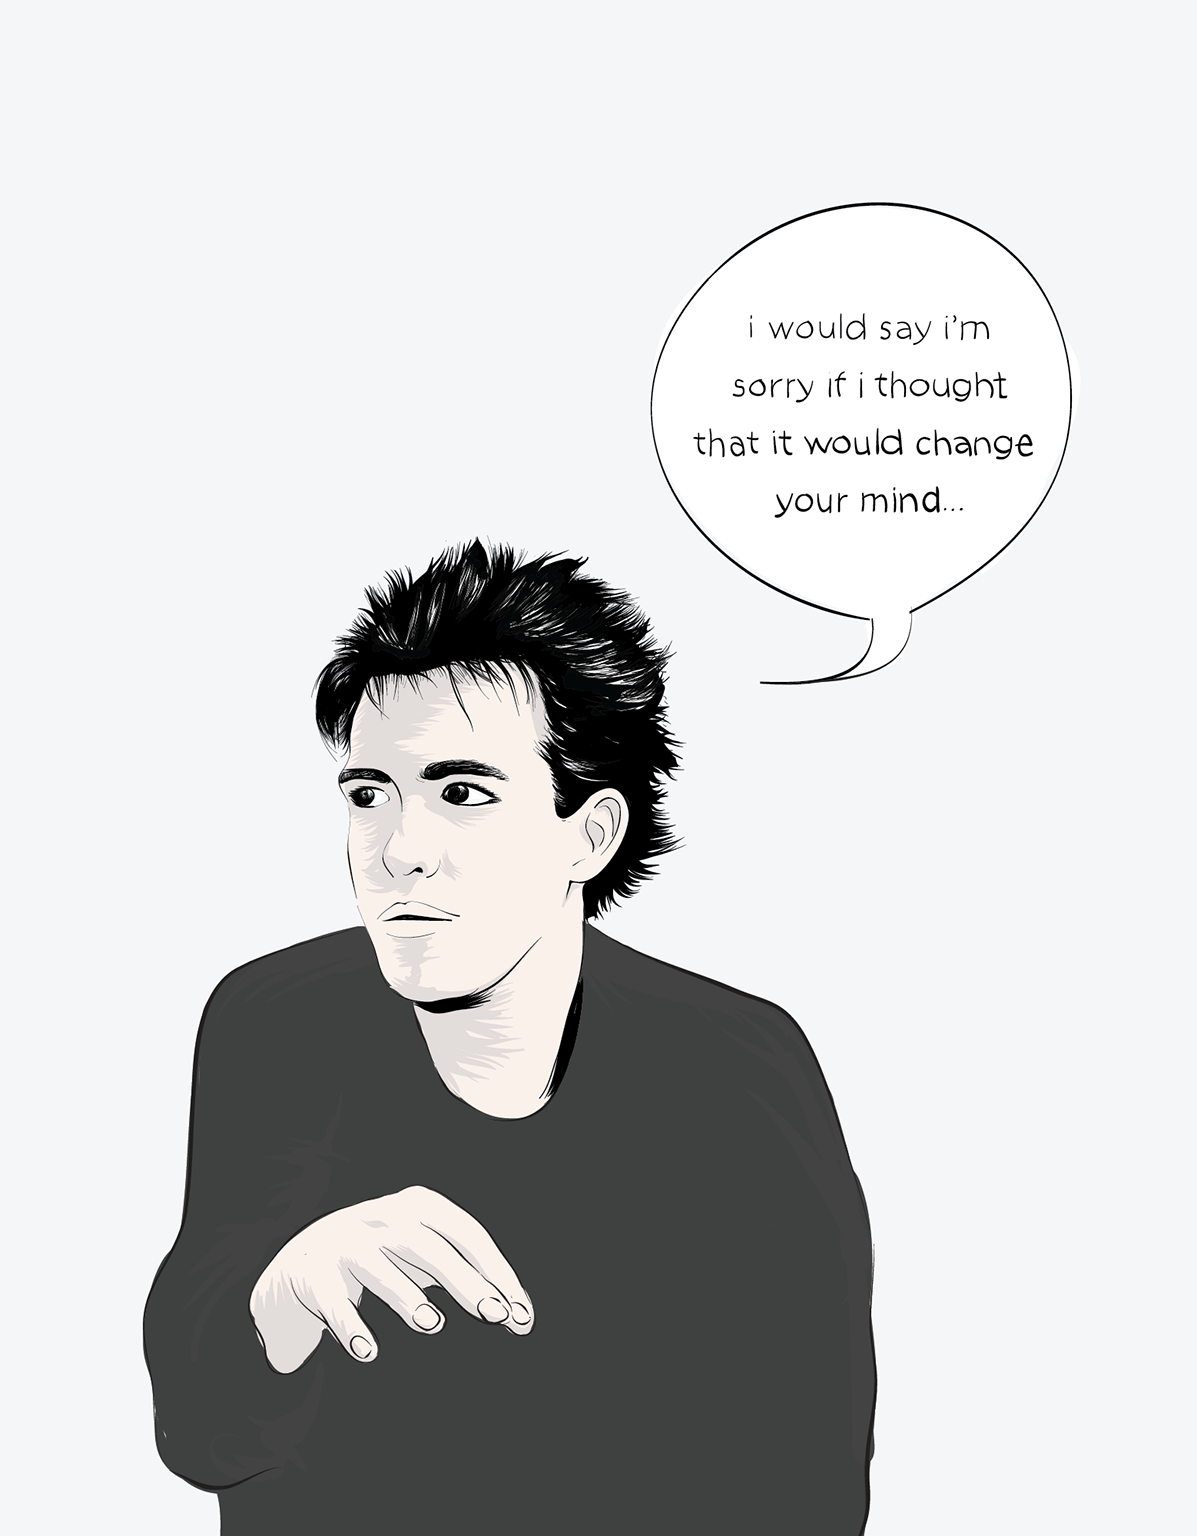 i would say i'm
sorry if i thought
that it would change
your mind...